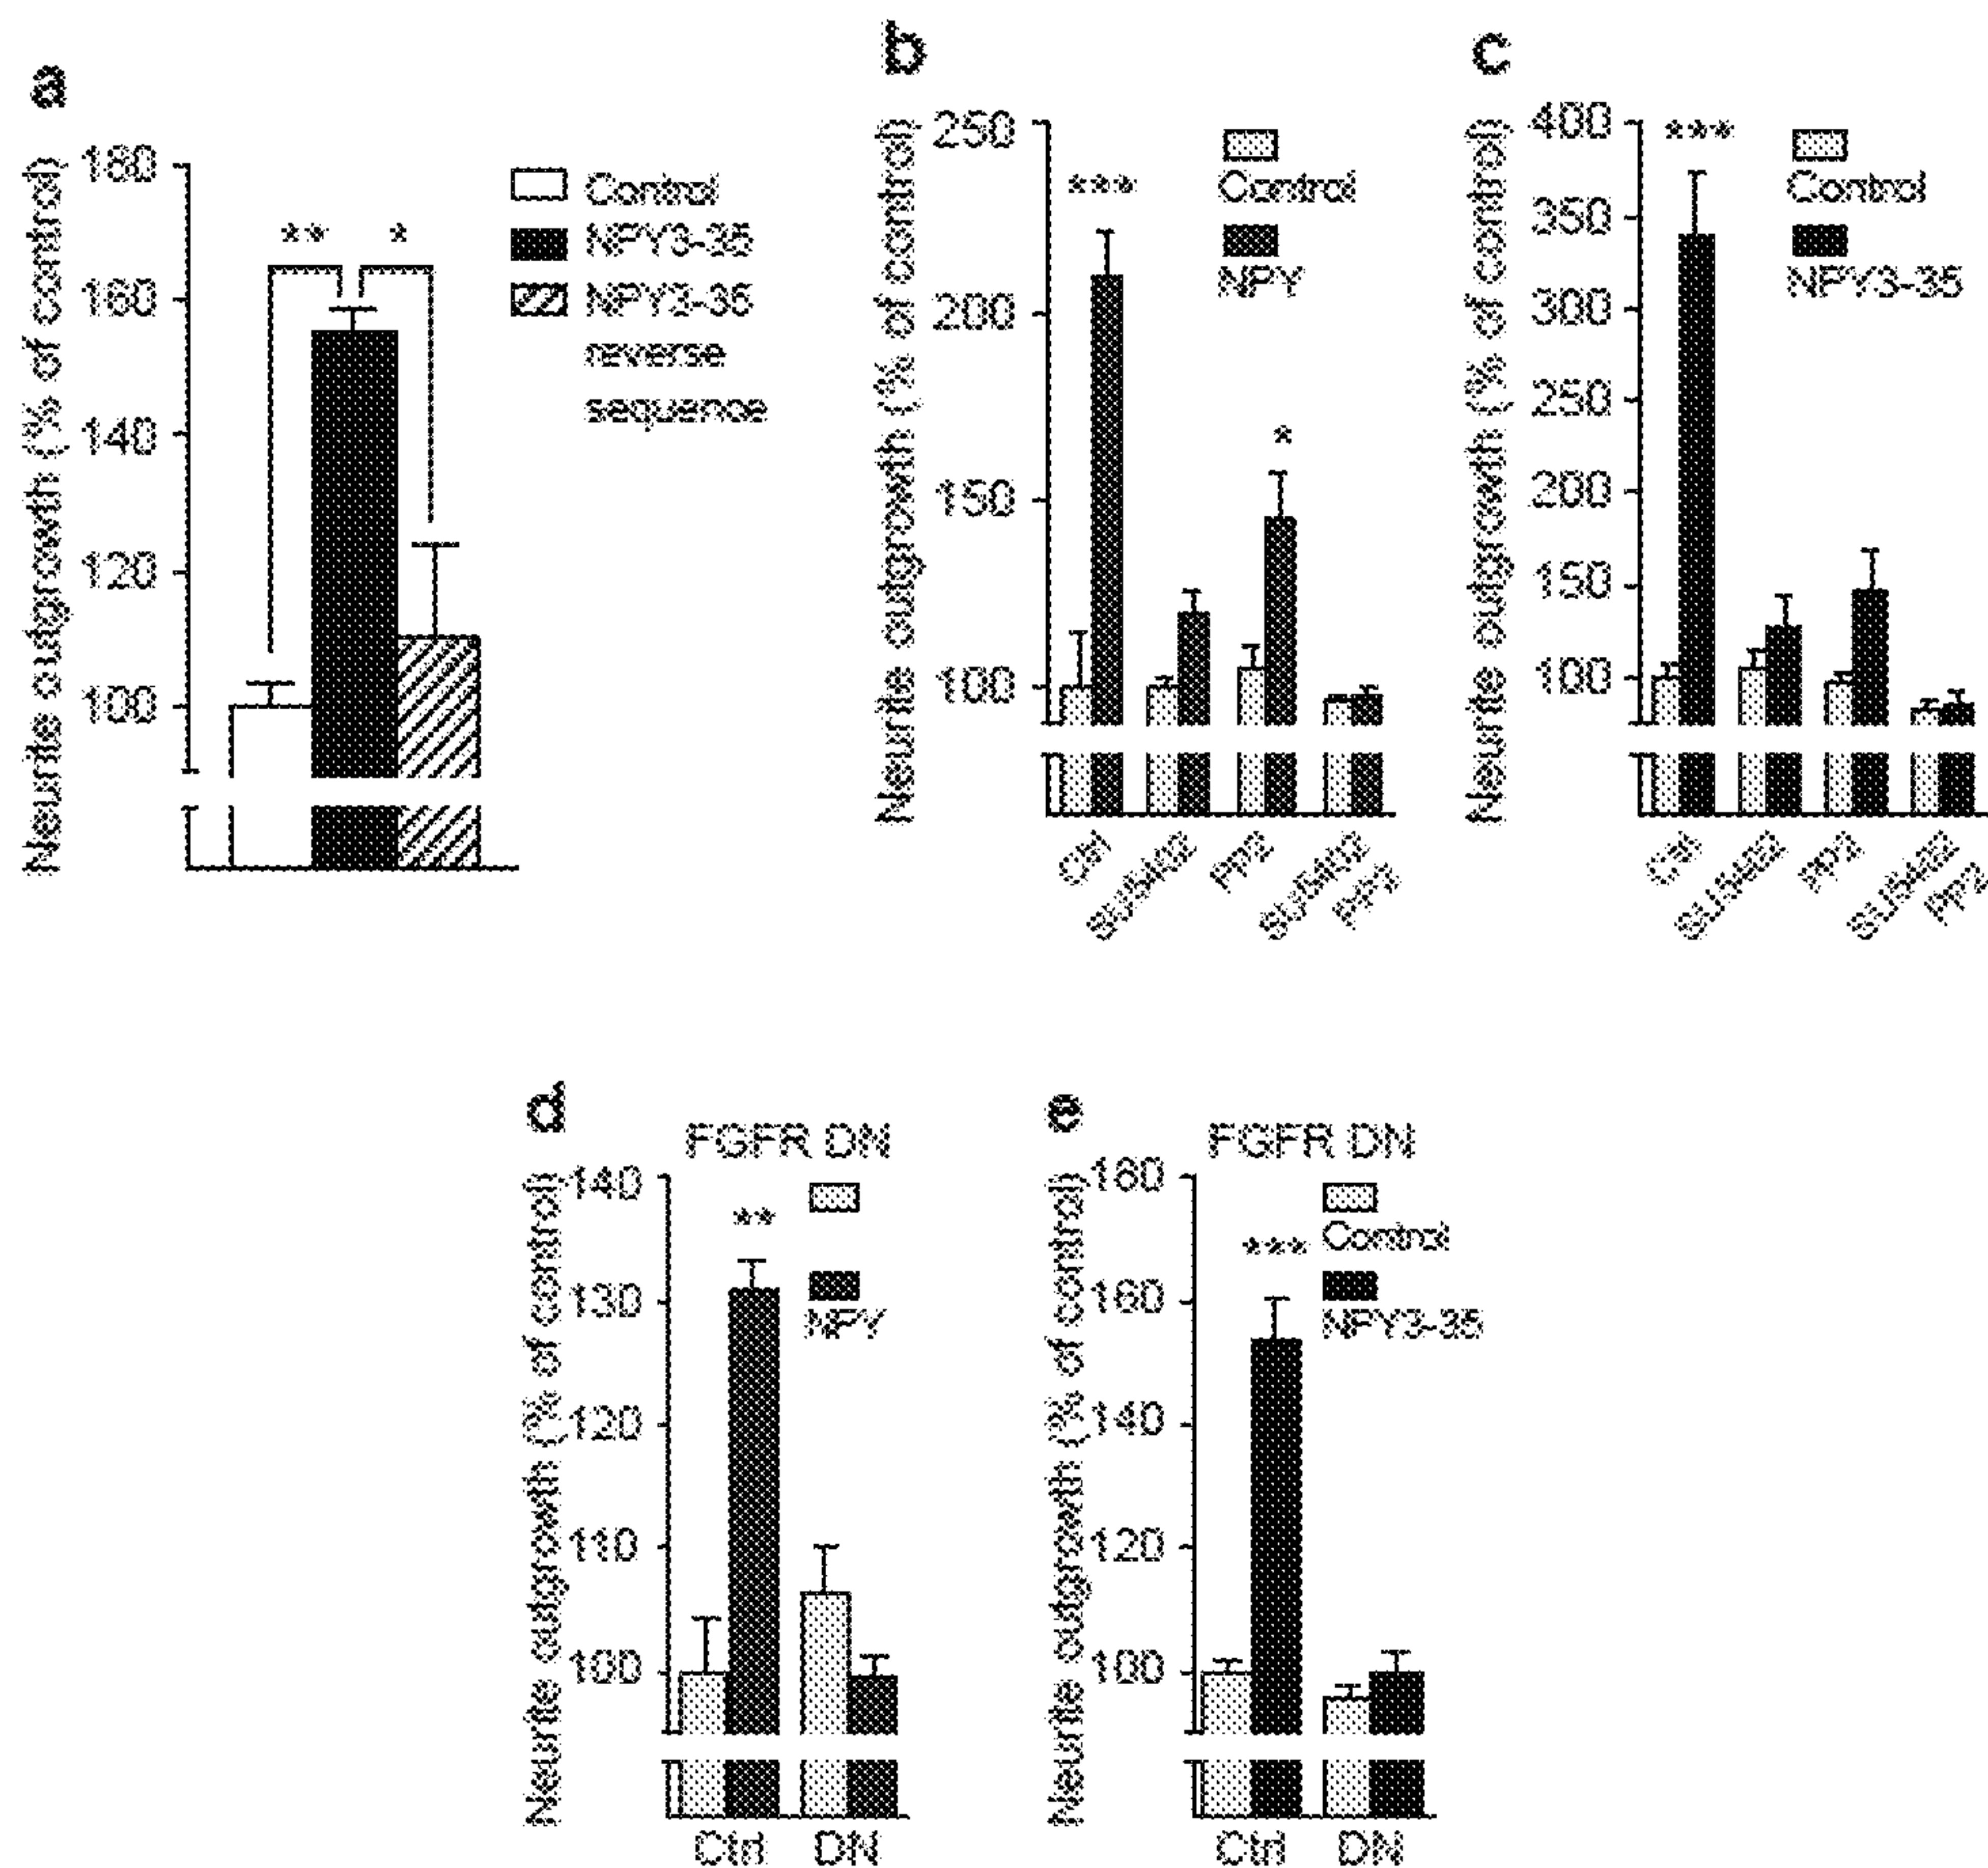 a
Neurite outgrowth (% of control)
180
160
140
120
100
** *
Control
NPY3-35
NPY3-35
reverse
sequence
b
Neurite outgrowth (% of control)
250
200
150
100
***
*
Control
NPY
Ctrl
SU5402
PP2
SU5402
PP2
c
Neurite outgrowth (% of control)
400
350
300
250
200
150
100
***
Control
NPY3-35
Ctrl
SU5402
PP2
SU5402
PP2
d
FGFR DN
Neurite outgrowth (% of control)
140
130
120
110
100
**
NPY
Ctrl DN
e
FGFR DN
Neurite outgrowth (% of control)
180
160
140
120
100
***
Control
NPY3-35
Ctrl DN